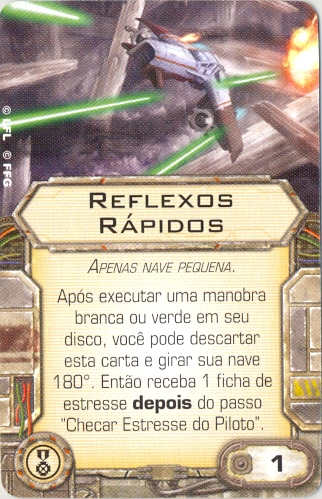 © LFL © FFG
REFLEXOS
RÁPIDOS
APENAS NAVE PEQUENA.
Após executar uma manobra
branca ou verde em seu
disco, você pode descartar
esta carta e girar sua nave
180°. Então receba 1 ficha de
estresse depois do passo
"Checar Estresse do Piloto".
1